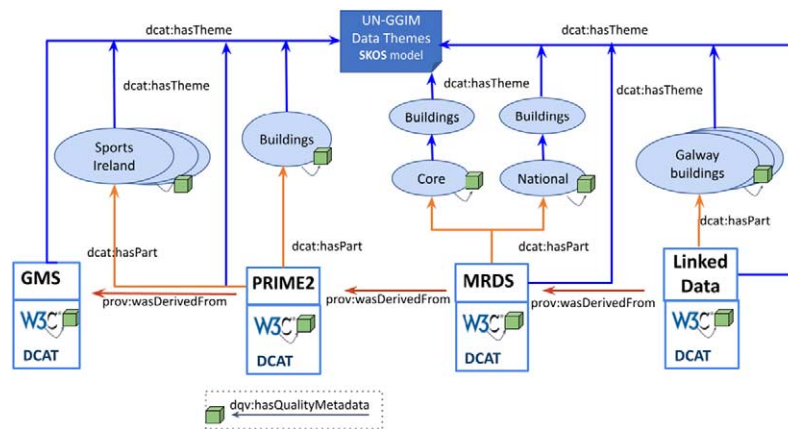 UN-GGIM
Data Themes
SKOS model
dcat:hasTheme
dcat:hasTheme
dcat:hasTheme
dcat:hasTheme
dcat:hasTheme
dcat:hasTheme
Sports
Ireland
Buildings
Buildings
Buildings
Core
National
Galway
buildings
dcat:hasPart
dcat:hasPart
dcat:hasPart
dcat:hasPart
GMS
W3C
DCAT
prov:wasDerivedFrom
PRIME2
W3C
DCAT
prov:wasDerivedFrom
MRDS
W3C
DCAT
prov:wasDerivedFrom
Linked
Data
W3C
DCAT
dqv:hasQualityMetadata